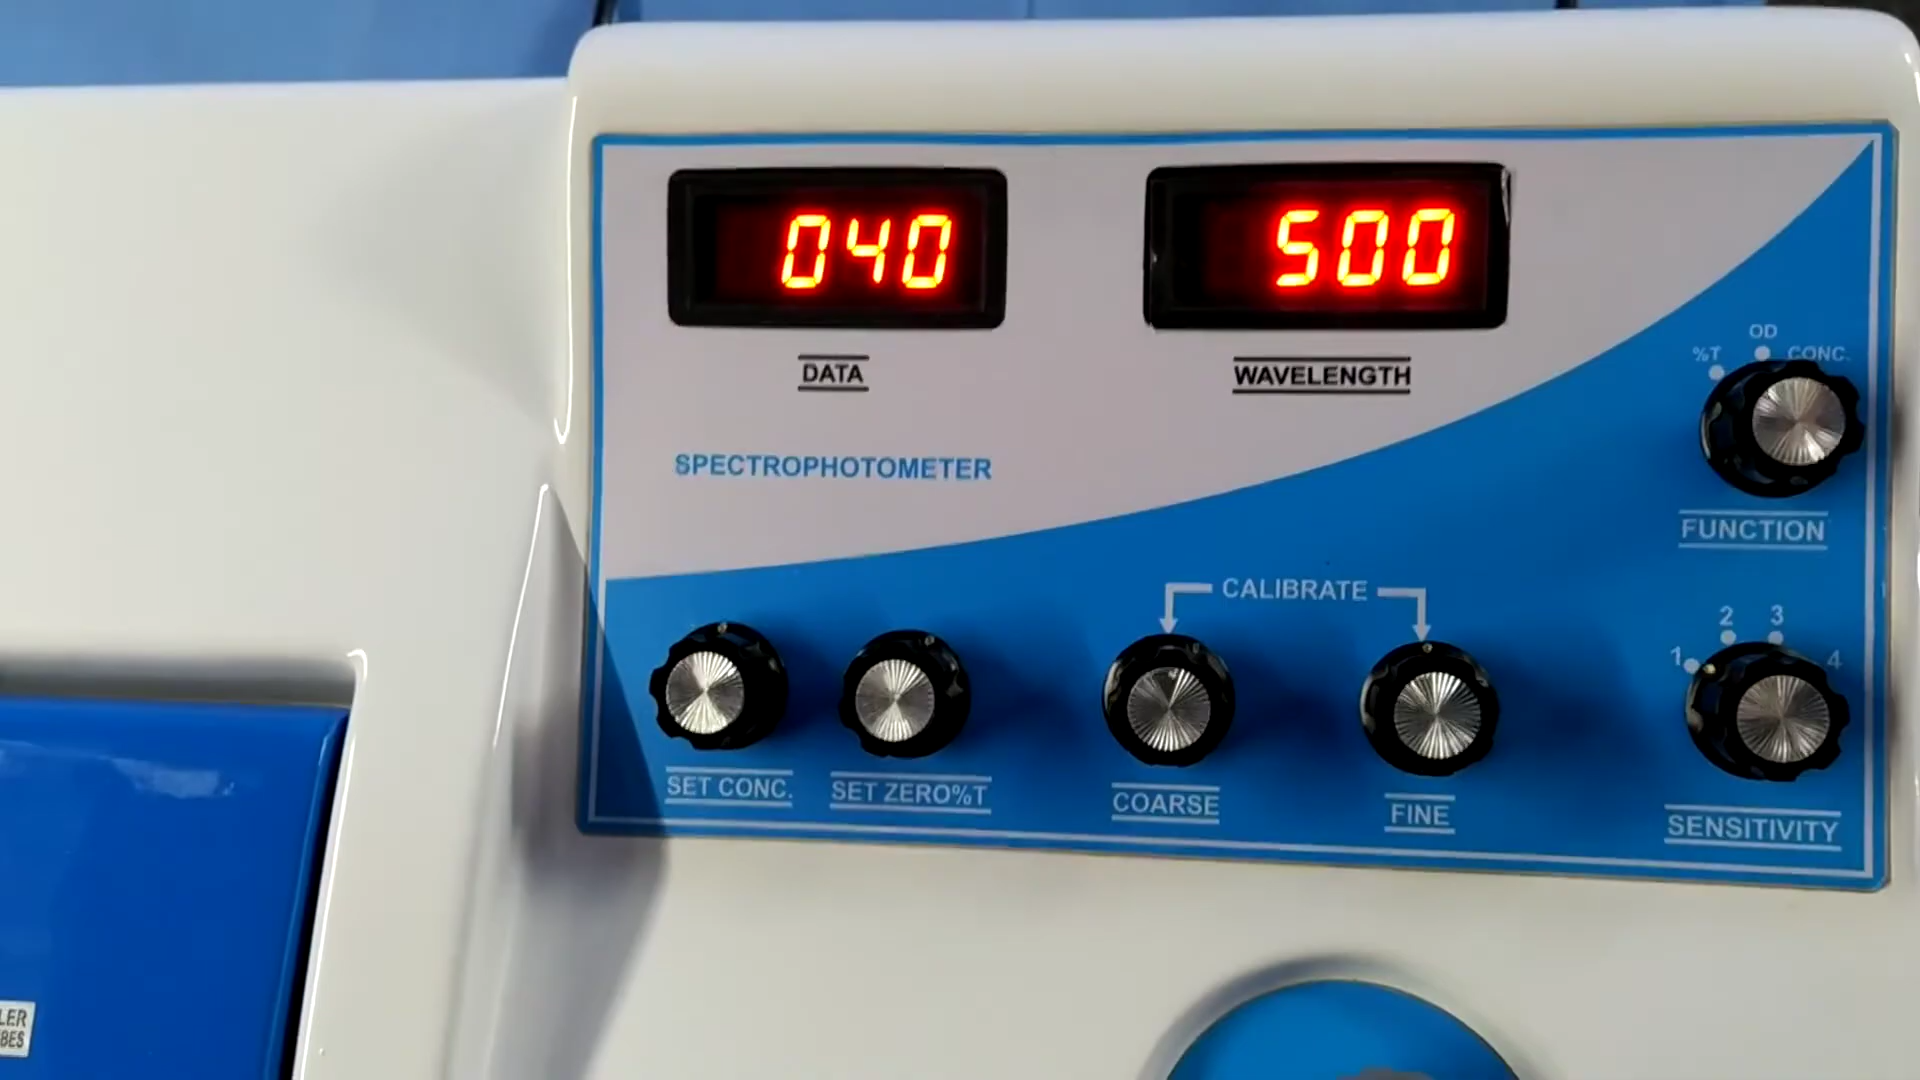 040
500
DATA
WAVELENGTH
SPECTROPHOTOMETER
%T
OD
CONC.
FUNCTION
CALIBRATE
1
2
3
4
SET CONC.
SET ZERO%T
COARSE
FINE
SENSITIVITY